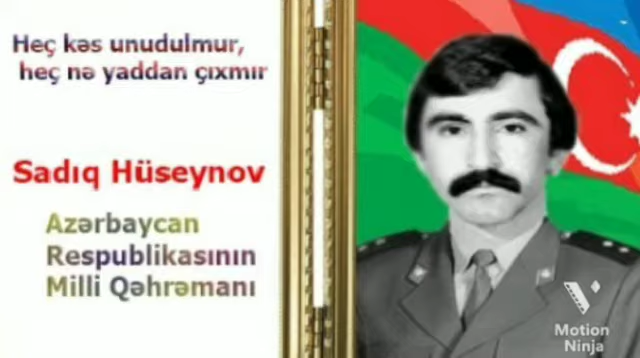 Heç kəs unudulmur,
heç nə yaddan çıxmır
Sadıq Hüseynov
Azərbaycan
Respublikasının
Milli Qəhrəmanı
Motion
Ninja